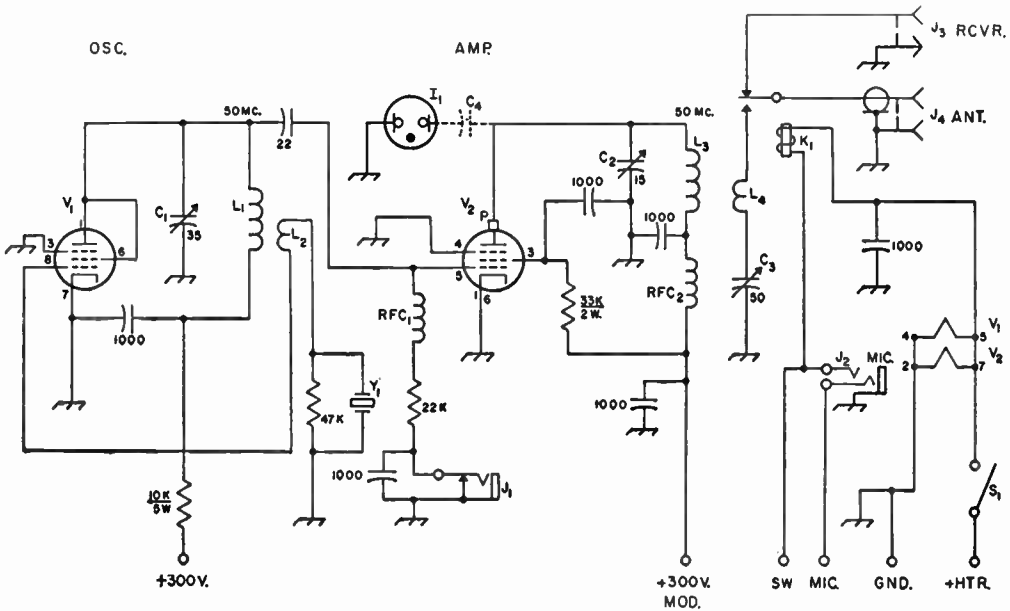 OSC.
AMP.
J3 RCVR.
J4 ANT.
I1
C4
50 MC.
22
50 MC.
L3
K1
V1
1
3
8
6
7
C1
35
L1
L2
V2
P
4
5
3
1
6
1000
C2
15
1000
L4
1000
C3
50
RFC1
33K
2W.
RFC2
1000
4
5
V1
2
7
V2
J2
MIC.
47K
Y1
22K
1000
1000
J1
S1
10K
5W
+300V.
+300V.
MOD.
SW
MIC.
GND.
+HTR.